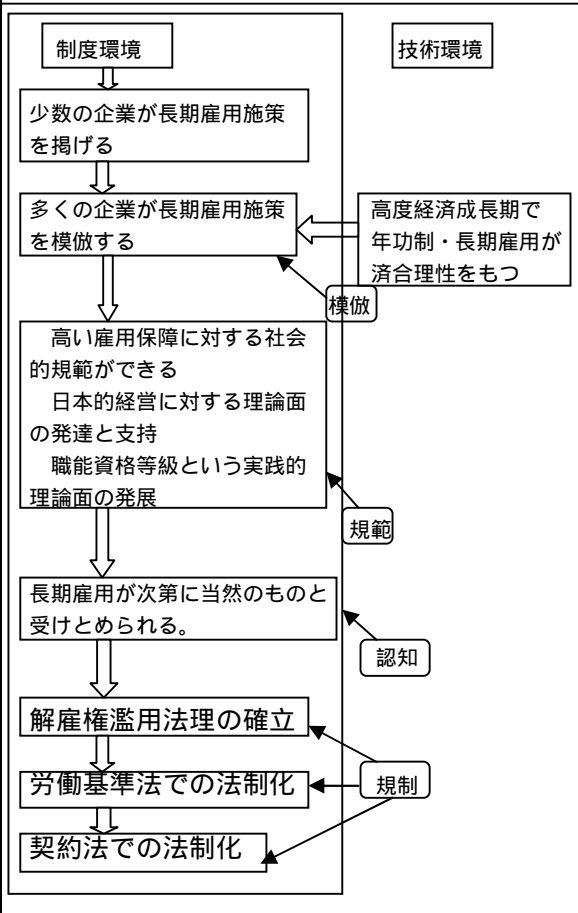 制度環境
技術環境
少数の企業が長期雇用施策
を掲げる
多くの企業が長期雇用施策
を模倣する
高度経済成長期で
年功制・長期雇用が
済合理性をもつ
模倣
高い雇用保障に対する社会
的規範ができる
日本的経営に対する理論面
の発達と支持
職能資格等級という実践的
理論面の発展
規範
長期雇用が次第に当然のものと
受けとめられる。
認知
解雇権濫用法理の確立
労働基準法での法制化
規制
契約法での法制化